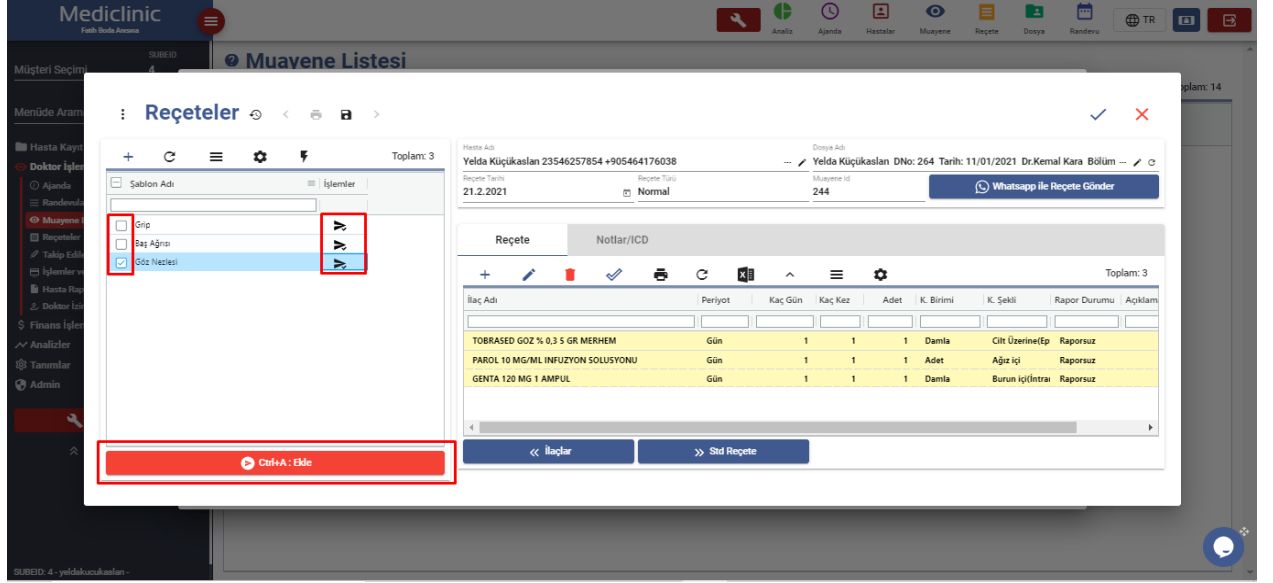 Mediclinic
Fatih Boda Amsına
Analiz
Ajanda
Hastalar
Muayene
Reçete
Dosya
Randevu
TR
SUBEID
Müşteri Seçimi
4
Muayene Listesi
Toplam: 14
Menüde Aram
Hasta Kayıt
Doktor İşler
Ajanda
Randevula
Muayene L
Reçeteler
Takip Edile
İşlemler ve
Hasta Rap
Doktor İzin
Finans İşler
Analizler
Tanımlar
Admin
SUBEID: 4 - yeldakucukaslan -
Reçeteler
Toplam: 3
Şablon Adı
İşlemler
Grip
Baş Ağrısı
Göz Nezlesi
Ctrl+A : Ekle
Hasta Adı
Yelda Küçükaslan 23546257854 +905464176038
Dosya Adı
Yelda Küçükaslan DNo: 264 Tarih: 11/01/2021 Dr.Kemal Kara Bölüm
Reçete Tarihi
21.2.2021
Reçete Türü
Normal
Muayene Id
244
Whatsapp ile Reçete Gönder
Reçete
Notlar/ICD
Toplam: 3
İlaç Adı Periyot Kaç Gün Kaç Kez Adet K. Birimi K. Şekli Rapor Durumu Açıklam
TOBRASED GOZ % 0,3 5 GR MERHEM Gün 1 1 1 Damla Cilt Üzerine(Ep Raporsuz
PAROL 10 MG/ML INFUZYON SOLUSYONU Gün 1 1 1 Adet Ağız içi Raporsuz
GENTA 120 MG 1 AMPUL Gün 1 1 1 Damla Burun içi(İntraı Raporsuz
İlaçlar
Std Reçete